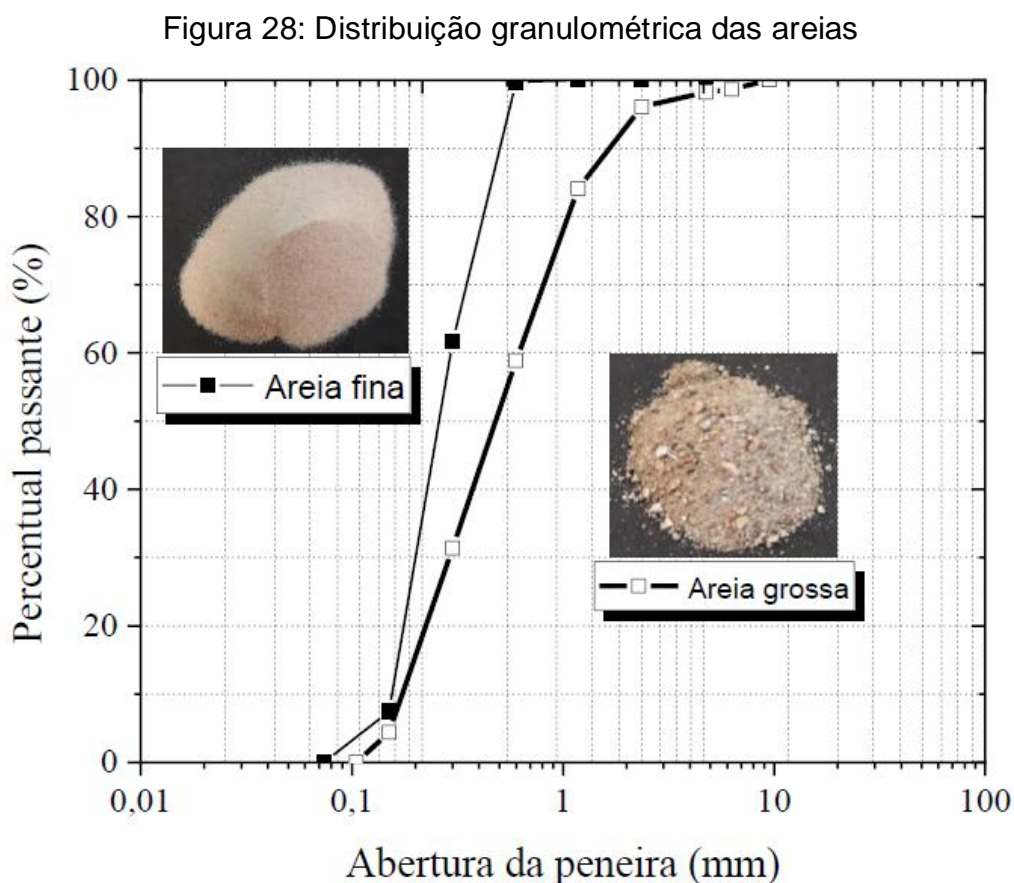 Figura 28: Distribuição granulométrica das areias
100
80
60
40
20
0
Percentual passante (%)
Areia fina
Areia grossa
0,01
0,1
1
10
100
Abertura da peneira (mm)